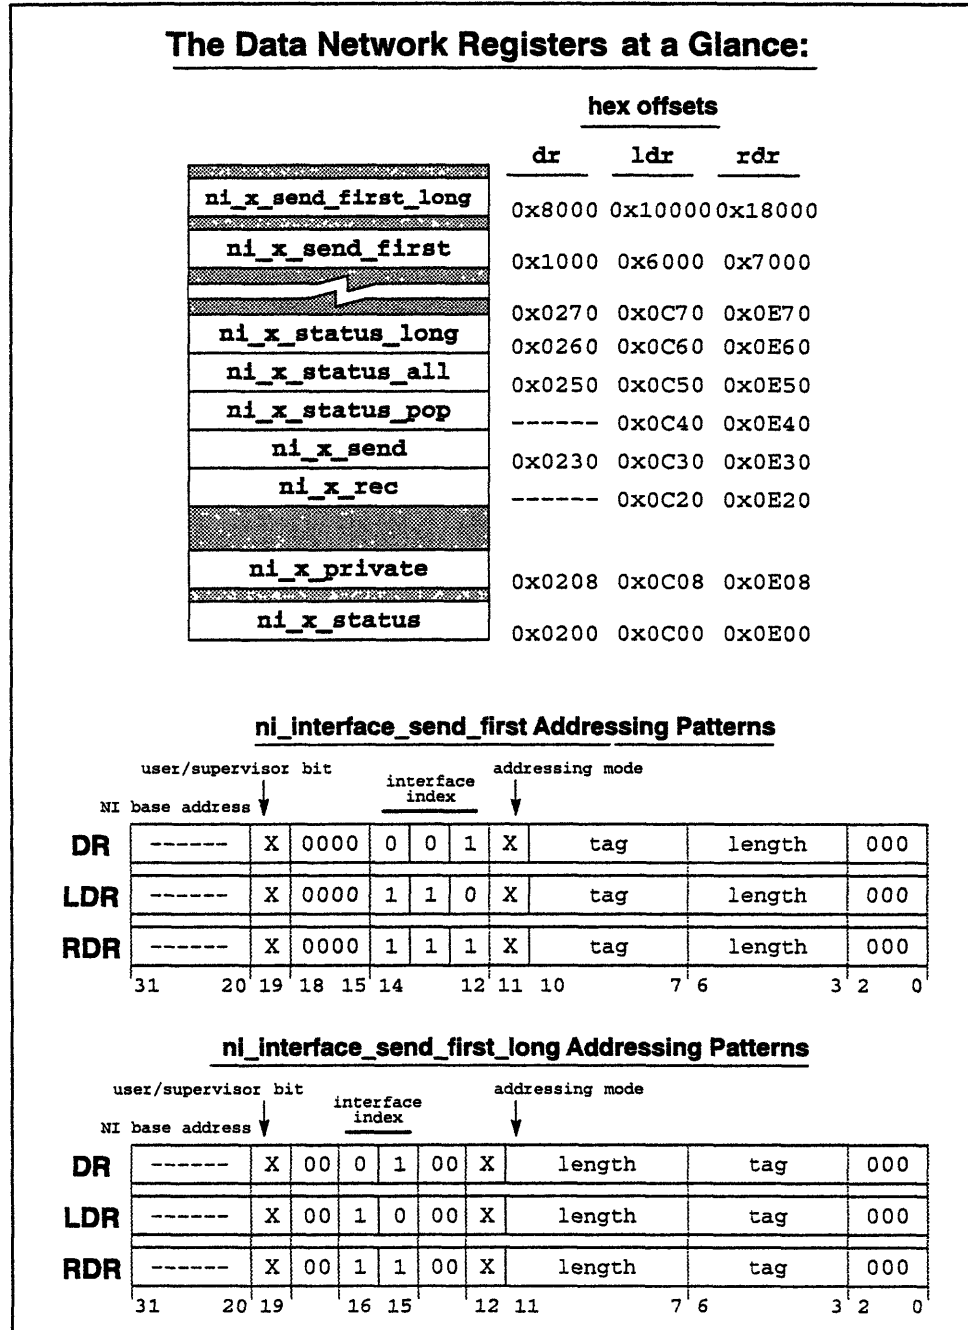 The Data Network Registers at a Glance:
hex offsets
dr ldr rdr
ni_x_send_first_long 0x8000 0x10000 0x18000
ni_x_send_first 0x1000 0x6000 0x7000
0x0270 0x0C70 0x0E70
ni_x_status_long 0x0260 0x0C60 0x0E60
ni_x_status_all 0x0250 0x0C50 0x0E50
ni_x_status_pop ------ 0x0C40 0x0E40
ni_x_send 0x0230 0x0C30 0x0E30
ni_x_rec ------ 0x0C20 0x0E20
ni_x_private 0x0208 0x0C08 0x0E08
ni_x_status 0x0200 0x0C00 0x0E00
ni_interface_send_first Addressing Patterns
user/supervisor bit interface index addressing mode
NI base address
DR ------ X 0000 0 0 1 X tag length 000
LDR ------ X 0000 1 1 0 X tag length 000
RDR ------ X 0000 1 1 1 X tag length 000
31 20 19 18 15 14 12 11 10 7 6 3 2 0
ni_interface_send_first_long Addressing Patterns
user/supervisor bit interface index addressing mode
NI base address
DR ------ X 00 0 1 00 X length tag 000
LDR ------ X 00 1 0 00 X length tag 000
RDR ------ X 00 1 1 00 X length tag 000
31 20 19 16 15 12 11 7 6 3 2 0